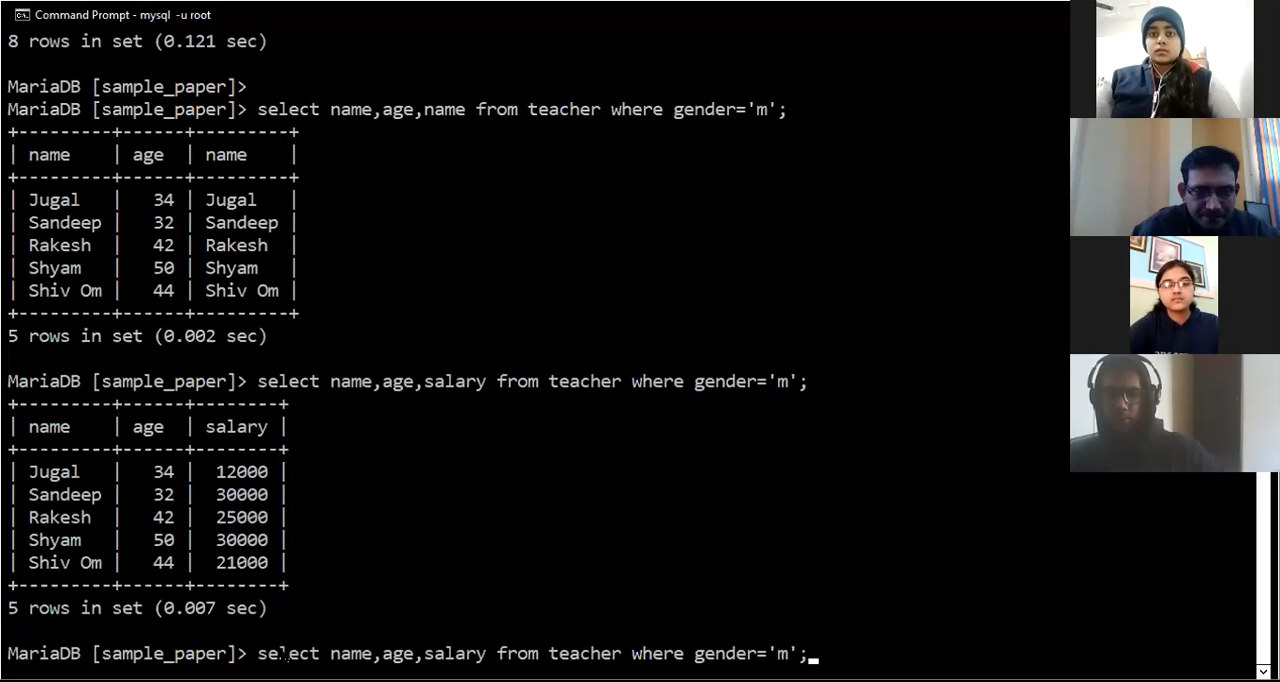 Command Prompt - mysql -u root
8 rows in set (0.121 sec)
MariaDB [sample_paper]>
MariaDB [sample_paper]> select name,age,name from teacher where gender='m';
+---------+------+---------+
| name    | age  | name    |
+---------+------+---------+
| Jugal   |   34 | Jugal   |
| Sandeep |   32 | Sandeep |
| Rakesh  |   42 | Rakesh  |
| Shyam   |   50 | Shyam   |
| Shiv Om |   44 | Shiv Om |
+---------+------+---------+
5 rows in set (0.002 sec)
MariaDB [sample_paper]> select name,age,salary from teacher where gender='m';
+---------+------+--------+
| name    | age  | salary |
+---------+------+--------+
| Jugal   |   34 |  12000 |
| Sandeep |   32 |  30000 |
| Rakesh  |   42 |  25000 |
| Shyam   |   50 |  30000 |
| Shiv Om |   44 |  21000 |
+---------+------+--------+
5 rows in set (0.007 sec)
MariaDB [sample_paper]> select name,age,salary from teacher where gender='m';